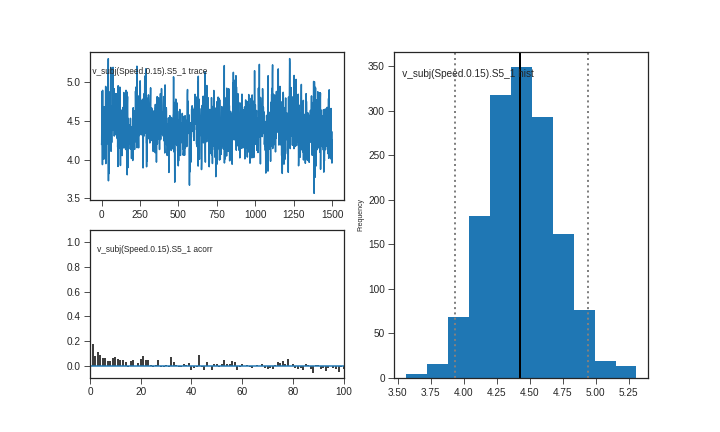 v_subj(Speed.0.15).S5_1 trace
5.0
4.5
4.0
3.5
0 250 500 750 1000 1250 1500
v_subj(Speed.0.15).S5_1 acorr
1.0
0.8
0.6
0.4
0.2
0.0
0 20 40 60 80 100
v_subj(Speed.0.15).S5_1 hist
Frequency
350
300
250
200
150
100
50
0
3.50 3.75 4.00 4.25 4.50 4.75 5.00 5.25